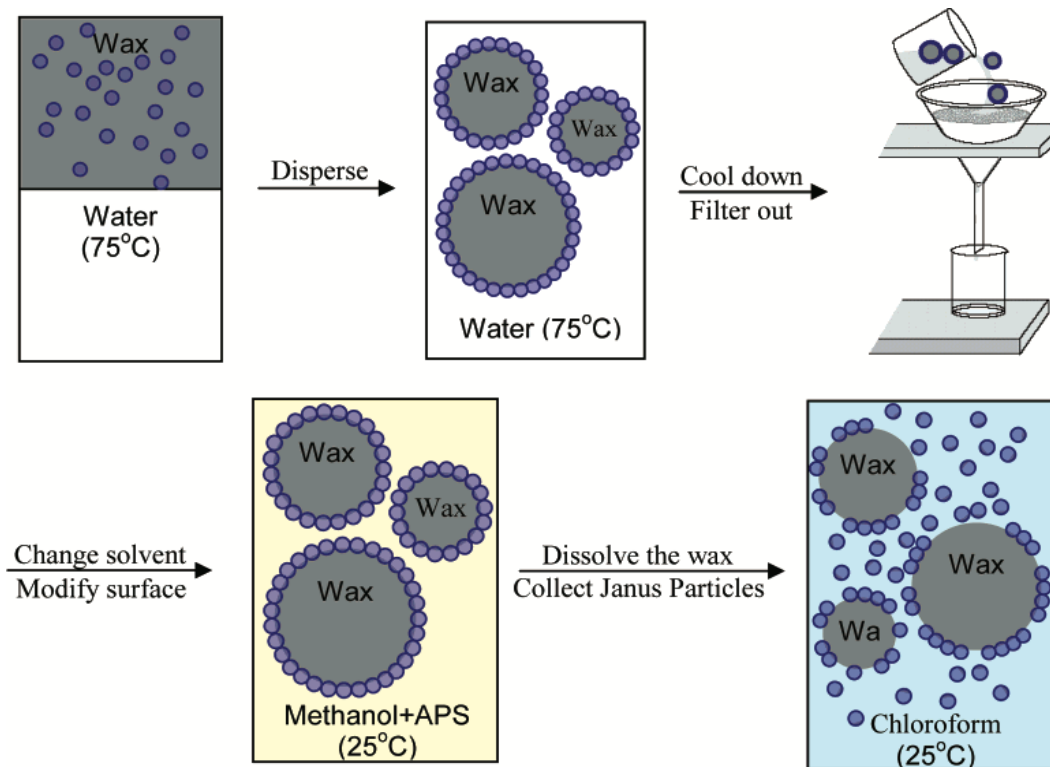 Wax
Water
(75°C)
Disperse
Wax
Wax
Wax
Water (75°C)
Cool down
Filter out
Change solvent
Modify surface
Wax
Wax
Wax
Methanol+APS
(25°C)
Dissolve the wax
Collect Janus Particles
Wax
Wax
Wa
Chloroform
(25°C)